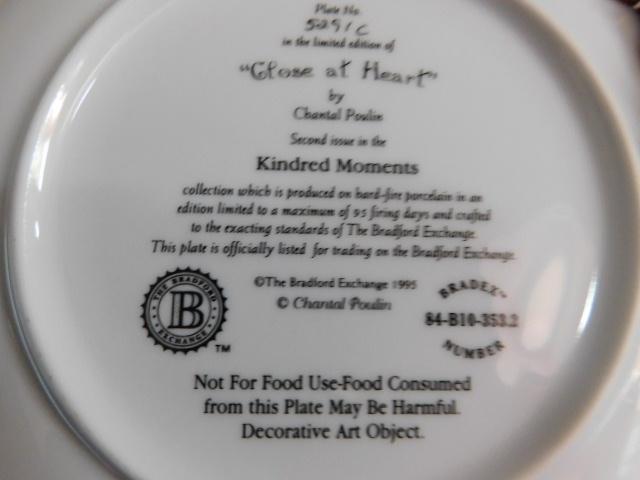 Plate No.
5291C
in the limited edition of
"Close at Heart"
by
Chantal Poulin
Second issue in the
Kindred Moments
collection which is produced on hard-fire porcelain in an
edition limited to a maximum of 95 firing days and crafted
to the exacting standards of The Bradford Exchange.
This plate is officially listed for trading on the Bradford Exchange.
THE BRADFORD
B
EXCHANGE
TM
©The Bradford Exchange 1995
© Chantal Poulin
BRADEX™
84-B10-353.2
NUMBER
Not For Food Use-Food Consumed
from this Plate May Be Harmful.
Decorative Art Object.